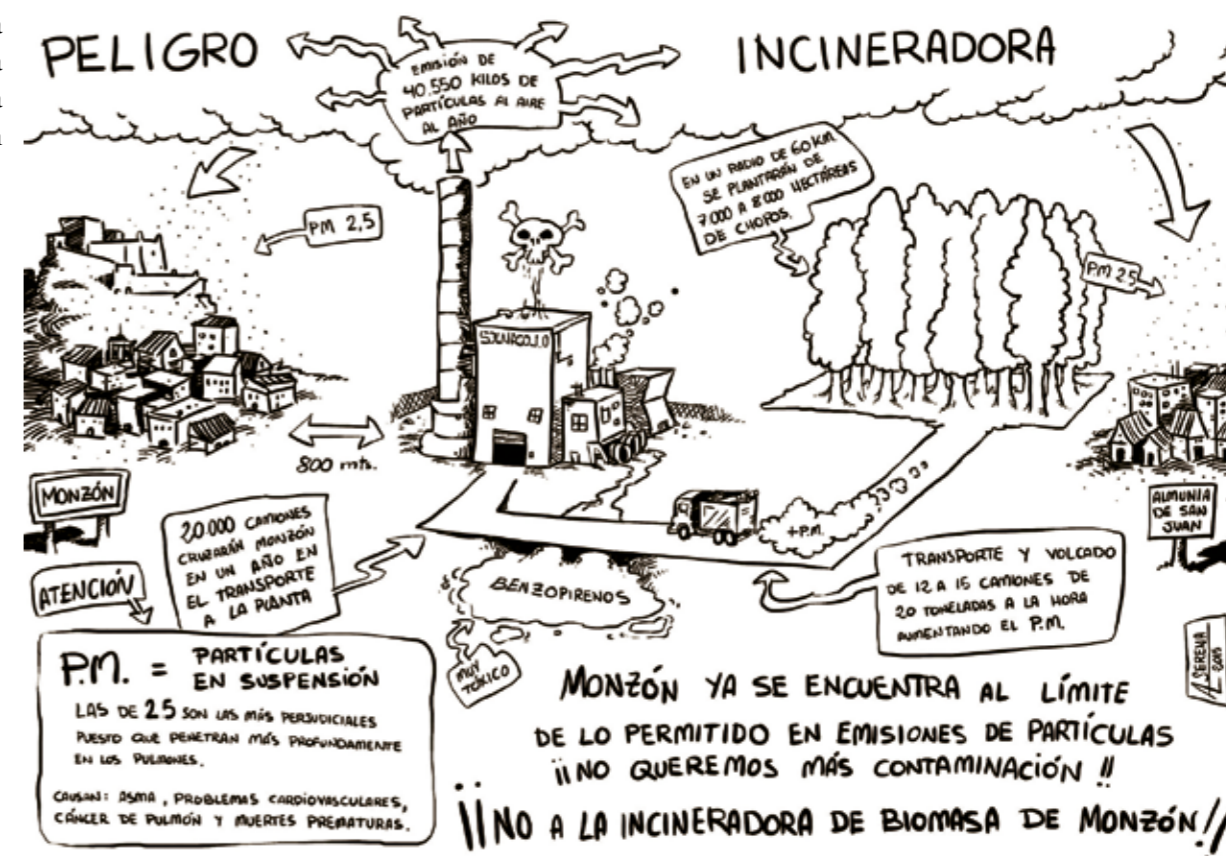 PELIGRO
INCINERADORA
EMISIÓN DE
40.550 KILOS DE
PARTÍCULAS AL AIRE
AL AÑO
EN UN RADIO DE 60 KM
SE PLANTARÁN DE
7000 A 8000 HECTÁREAS
DE CHOPOS.
PM 2,5
P.M 2.5
800 mts.
MONZÓN
20.000 CAMIONES
CRUZARÁN MONZÓN
EN UN AÑO EN
EL TRANSPORTE
A LA PLANTA
ATENCIÓN
+P.M.
BENZOPIRENOS
MUY
TÓXICO
ALMUNIA
DE SAN
JUAN
TRANSPORTE Y VOLCADO
DE 12 A 15 CAMIONES DE
20 TONELADAS A LA HORA
AUMENTANDO EL P.M.
P.M. = PARTÍCULAS
EN SUSPENSIÓN
LAS DE 2.5 SON LAS MÁS PERJUDICIALES
PUESTO QUE PENETRAN MÁS PROFUNDAMENTE
EN LOS PULMONES.
CAUSAN: ASMA, PROBLEMAS CARDIOVASCULARES,
CÁNCER DE PULMÓN Y MUERTES PREMATURAS.
MONZÓN YA SE ENCUENTRA AL LÍMITE
DE LO PERMITIDO EN EMISIONES DE PARTÍCULAS
¡¡NO QUEREMOS MÁS CONTAMINACIÓN!!
¡¡NO A LA INCINERADORA DE BIOMASA DE MONZÓN!!
A. SERENA